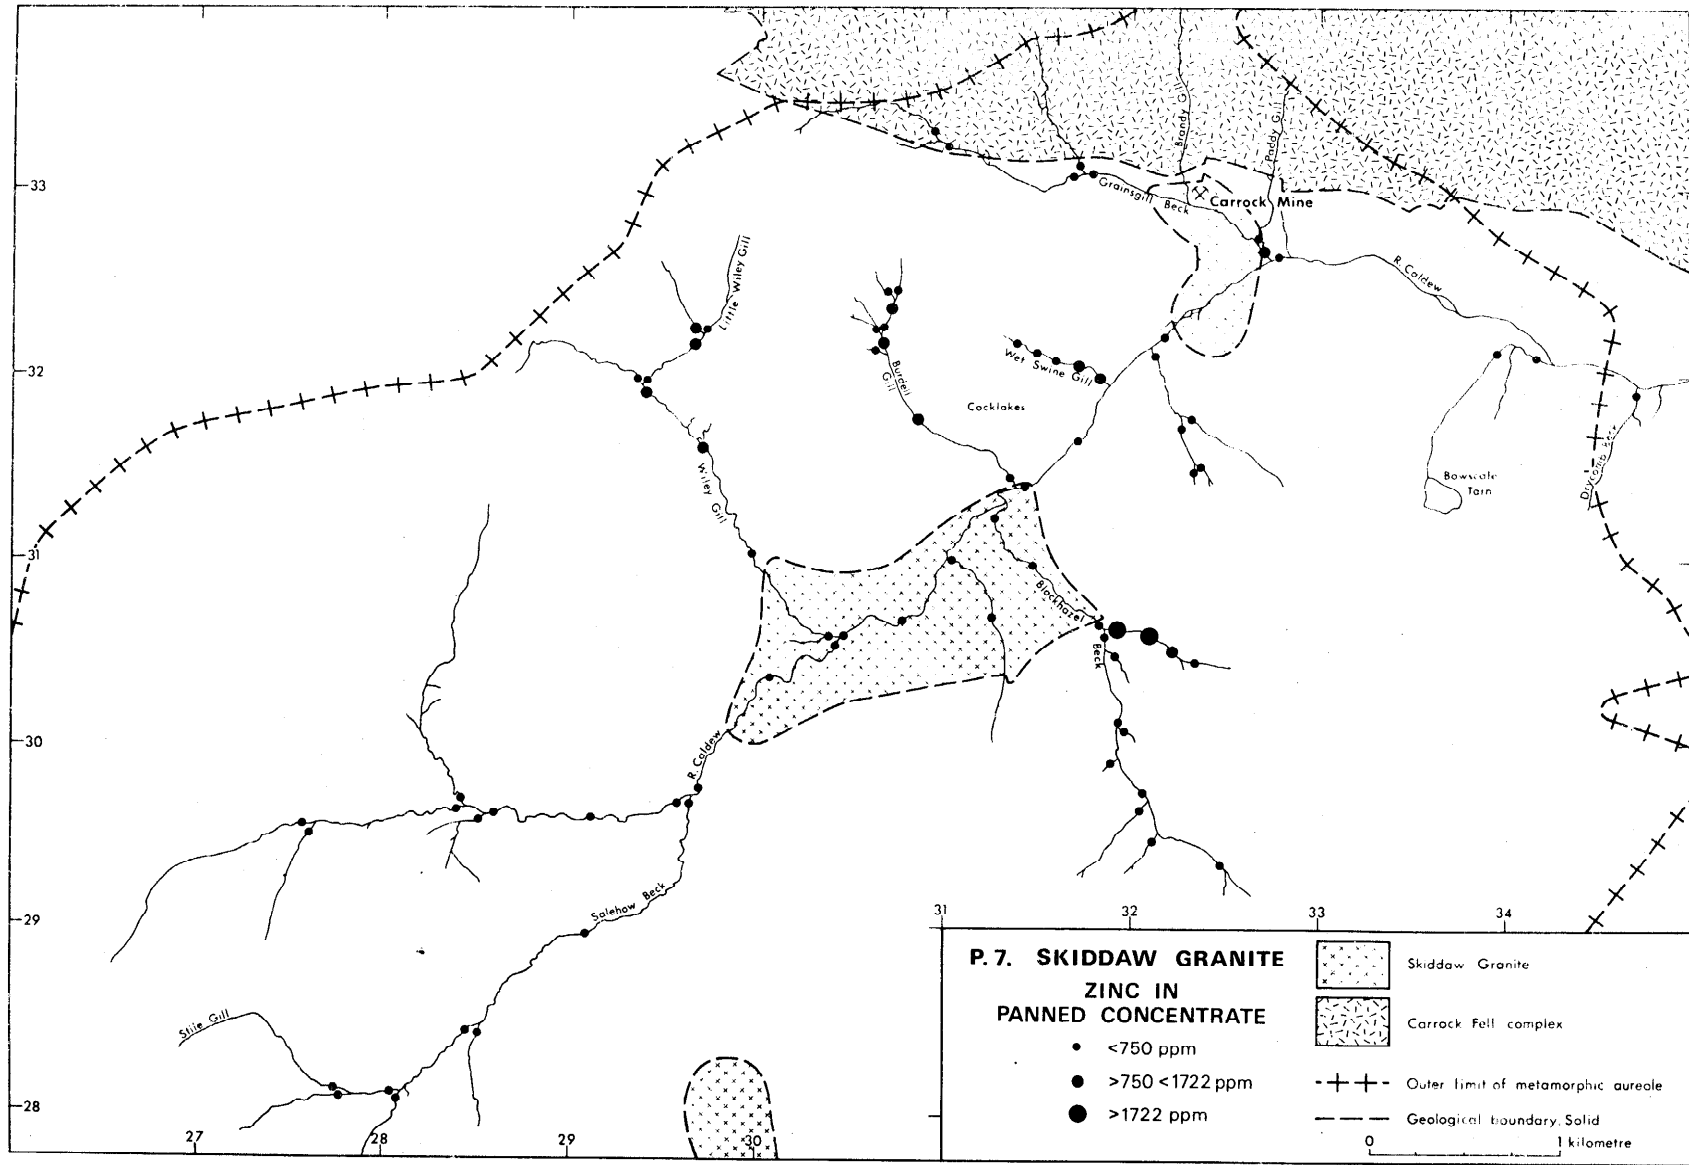 33
32
31
30
29
28
27
28
29
30
31
32
33
34
Brandy Gill
Poddy Gill
Grainsgill Beck
Carrock Mine
R. Caldew
Little Wiley Gill
Burdell
Gill
Wet Swine Gill
Cocklakes
Wiley Gill
Bowscale
Tarn
Drycomb Beck
Blackhazel
Beck
R. Caldew
Salehow Beck
Stile Gill
P.7. SKIDDAW GRANITE
ZINC IN
PANNED CONCENTRATE
<750 ppm
>750 <1722 ppm
>1722 ppm
Skiddaw Granite
Carrock Fell complex
Outer limit of metamorphic aureole
Geological boundary, Solid
0
1 kilometre